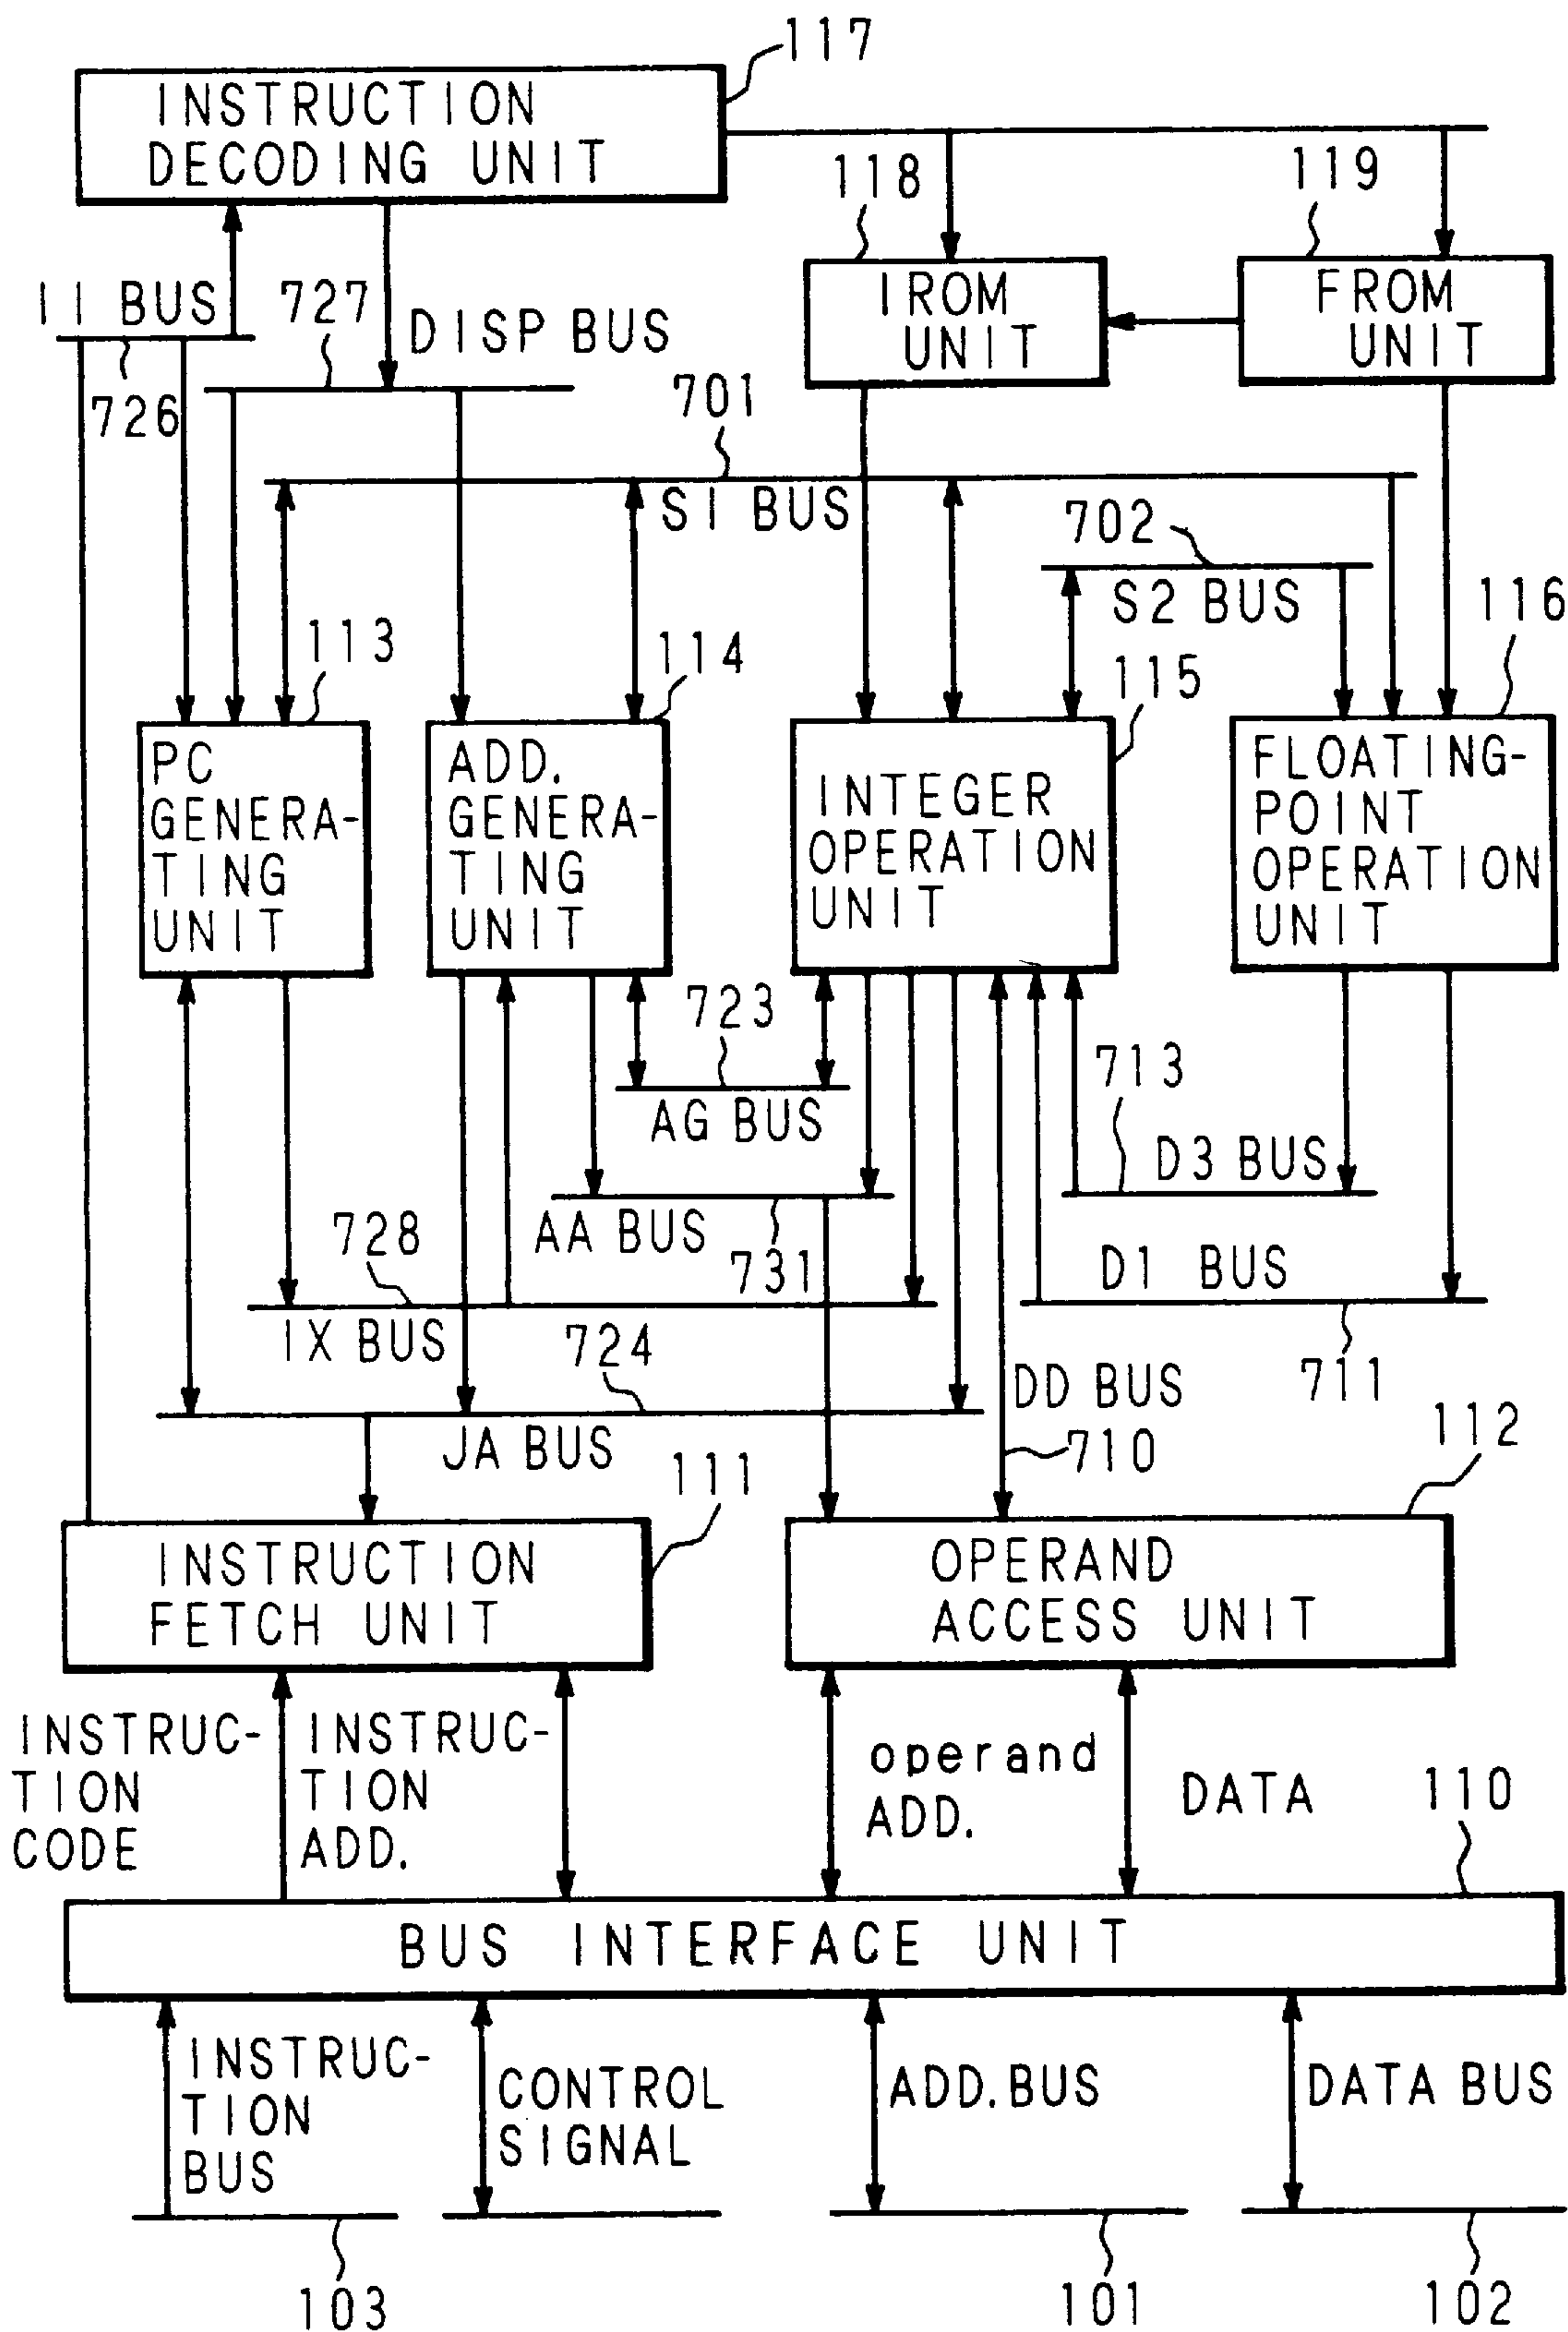 117
INSTRUCTION
DECODING UNIT
118
119
IROM
UNIT
FROM
UNIT
II BUS
727
DISP BUS
726
701
S1 BUS
702
S2 BUS
113
114
115
116
PC
GENERA-
TING
UNIT
ADD.
GENERA-
TING
UNIT
INTEGER
OPERATION
UNIT
FLOATING-
POINT
OPERATION
UNIT
723
AG BUS
713
D3 BUS
AA BUS
731
728
IX BUS
D1 BUS
711
724
JA BUS
DD BUS
710
111
112
INSTRUCTION
FETCH UNIT
OPERAND
ACCESS UNIT
INSTRUC-
TION
CODE
INSTRUC-
TION
ADD.
operand
ADD.
DATA
110
BUS INTERFACE UNIT
INSTRUC-
TION
BUS
CONTROL
SIGNAL
ADD. BUS
DATA BUS
103
101
102